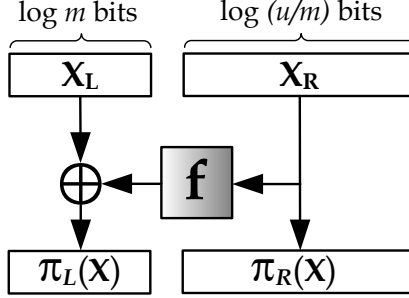 log m bits log (u/m) bits
X_L X_R
⊕ f
π_L(X) π_R(X)